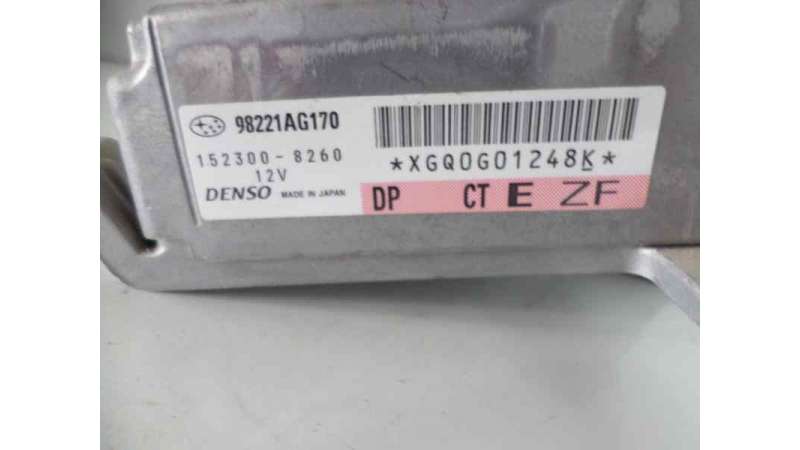 98221AG170
152300-8260
12V
DENSO MADE IN JAPAN
*XGQ0G01248K*
DP CT E ZF